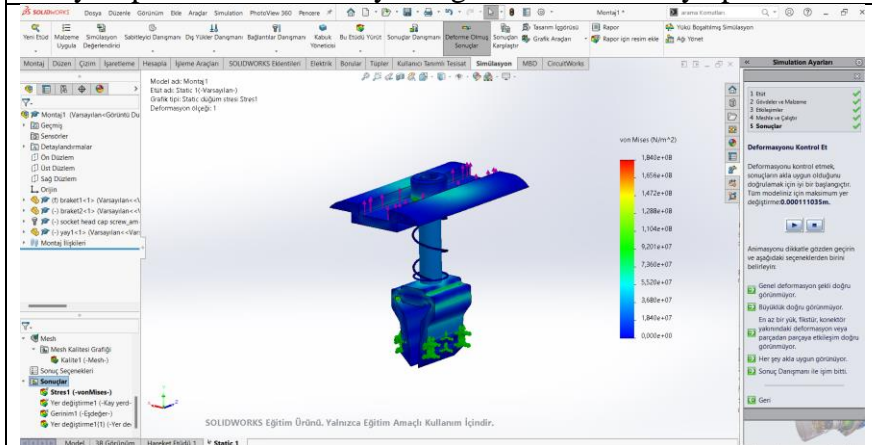 SOLIDWORKS Dosya Düzenle Görünüm Ekle Araçlar Simulation PhotoView 360 Pencere
Montaj1 *
arama Komutları
Yeni Etüd
Malzeme Uygula
Simülasyon Değerlendirici
Sabitleyici Danışmanı
Dış Yükler Danışmanı
Bağlantılar Danışmanı
Kabuk Yöneticisi
Bu Etüdü Yürüt
Sonuçlar Danışmanı
Deforme Olmuş Sonuçlar
Sonuçları Karşılaştır
Tasarım İçgörüsü
Grafik Araçları
Rapor
Rapor için resim ekle
Yükü Boşaltılmış Simülasyon
Ağı Yönet
Montaj Düzen Çizim İşaretleme Hesapla İşleme Araçları SOLIDWORKS Eklentileri Elektrik Borular Tüpler Kullanıcı Tanımlı Tesisat Simülasyon MBD CircuitWorks
Montaj1 (Varsayılan<Görüntü Du
Geçmiş
Sensörler
Detaylandırmalar
Ön Düzlem
Üst Düzlem
Sağ Düzlem
Orijin
(f) braket1<1> (Varsayılan<<V
(-) braket2<1> (Varsayılan<<\
(-) socket head cap screw_am
(-) yay1<1> (Varsayılan<<Var
Montaj İlişkileri
Mesh
Mesh Kalitesi Grafiği
Kalite1 (-Mesh-)
Sonuç Seçenekleri
Sonuçlar
Stres1 (-vonMises-)
Yer değiştirme1 (-Kay yerd-
Gerinim1 (-Eşdeğer-)
Yer değiştirme1(1) (-Yer de
Model adı: Montaj1
Etüt adı: Static 1(-Varsayılan-)
Grafik tipi: Static düğüm stresi Stres1
Deformasyon ölçeği: 1
von Mises (N/m^2)
1,840e+08
1,656e+08
1,472e+08
1,288e+08
1,104e+08
9,201e+07
7,360e+07
5,520e+07
3,680e+07
1,840e+07
0,000e+00
SOLIDWORKS Eğitim Ürünü. Yalnızca Eğitim Amaçlı Kullanım İçindir.
Simulation Ayarları
1 Etüt
2 Gövdeler ve Malzeme
3 Etkileşimler
4 Meshle ve Çalıştır
5 Sonuçlar
Deformasyonu Kontrol Et
Deformasyonu kontrol etmek,
sonuçların akla uygun olduğunu
doğrulamak için iyi bir başlangıçtır.
Tüm modeliniz için maksimum yer
değiştirme:0.000111035m.
Animasyonu dikkatle gözden geçirin
ve aşağıdaki seçeneklerden birini
belirleyin:
Genel deformasyon şekli doğru
görünmüyor.
Büyüklük doğru görünmüyor.
En az bir yük, fikstür, konektör
yakınındaki deformasyon veya
parçadan parçaya etkileşim doğru
görünmüyor.
Her şey akla uygun görünüyor.
Sonuç Danışmanı ile işim bitti.
Geri
Model 3B Görünüm Hareket Etüdü 1 Static 1